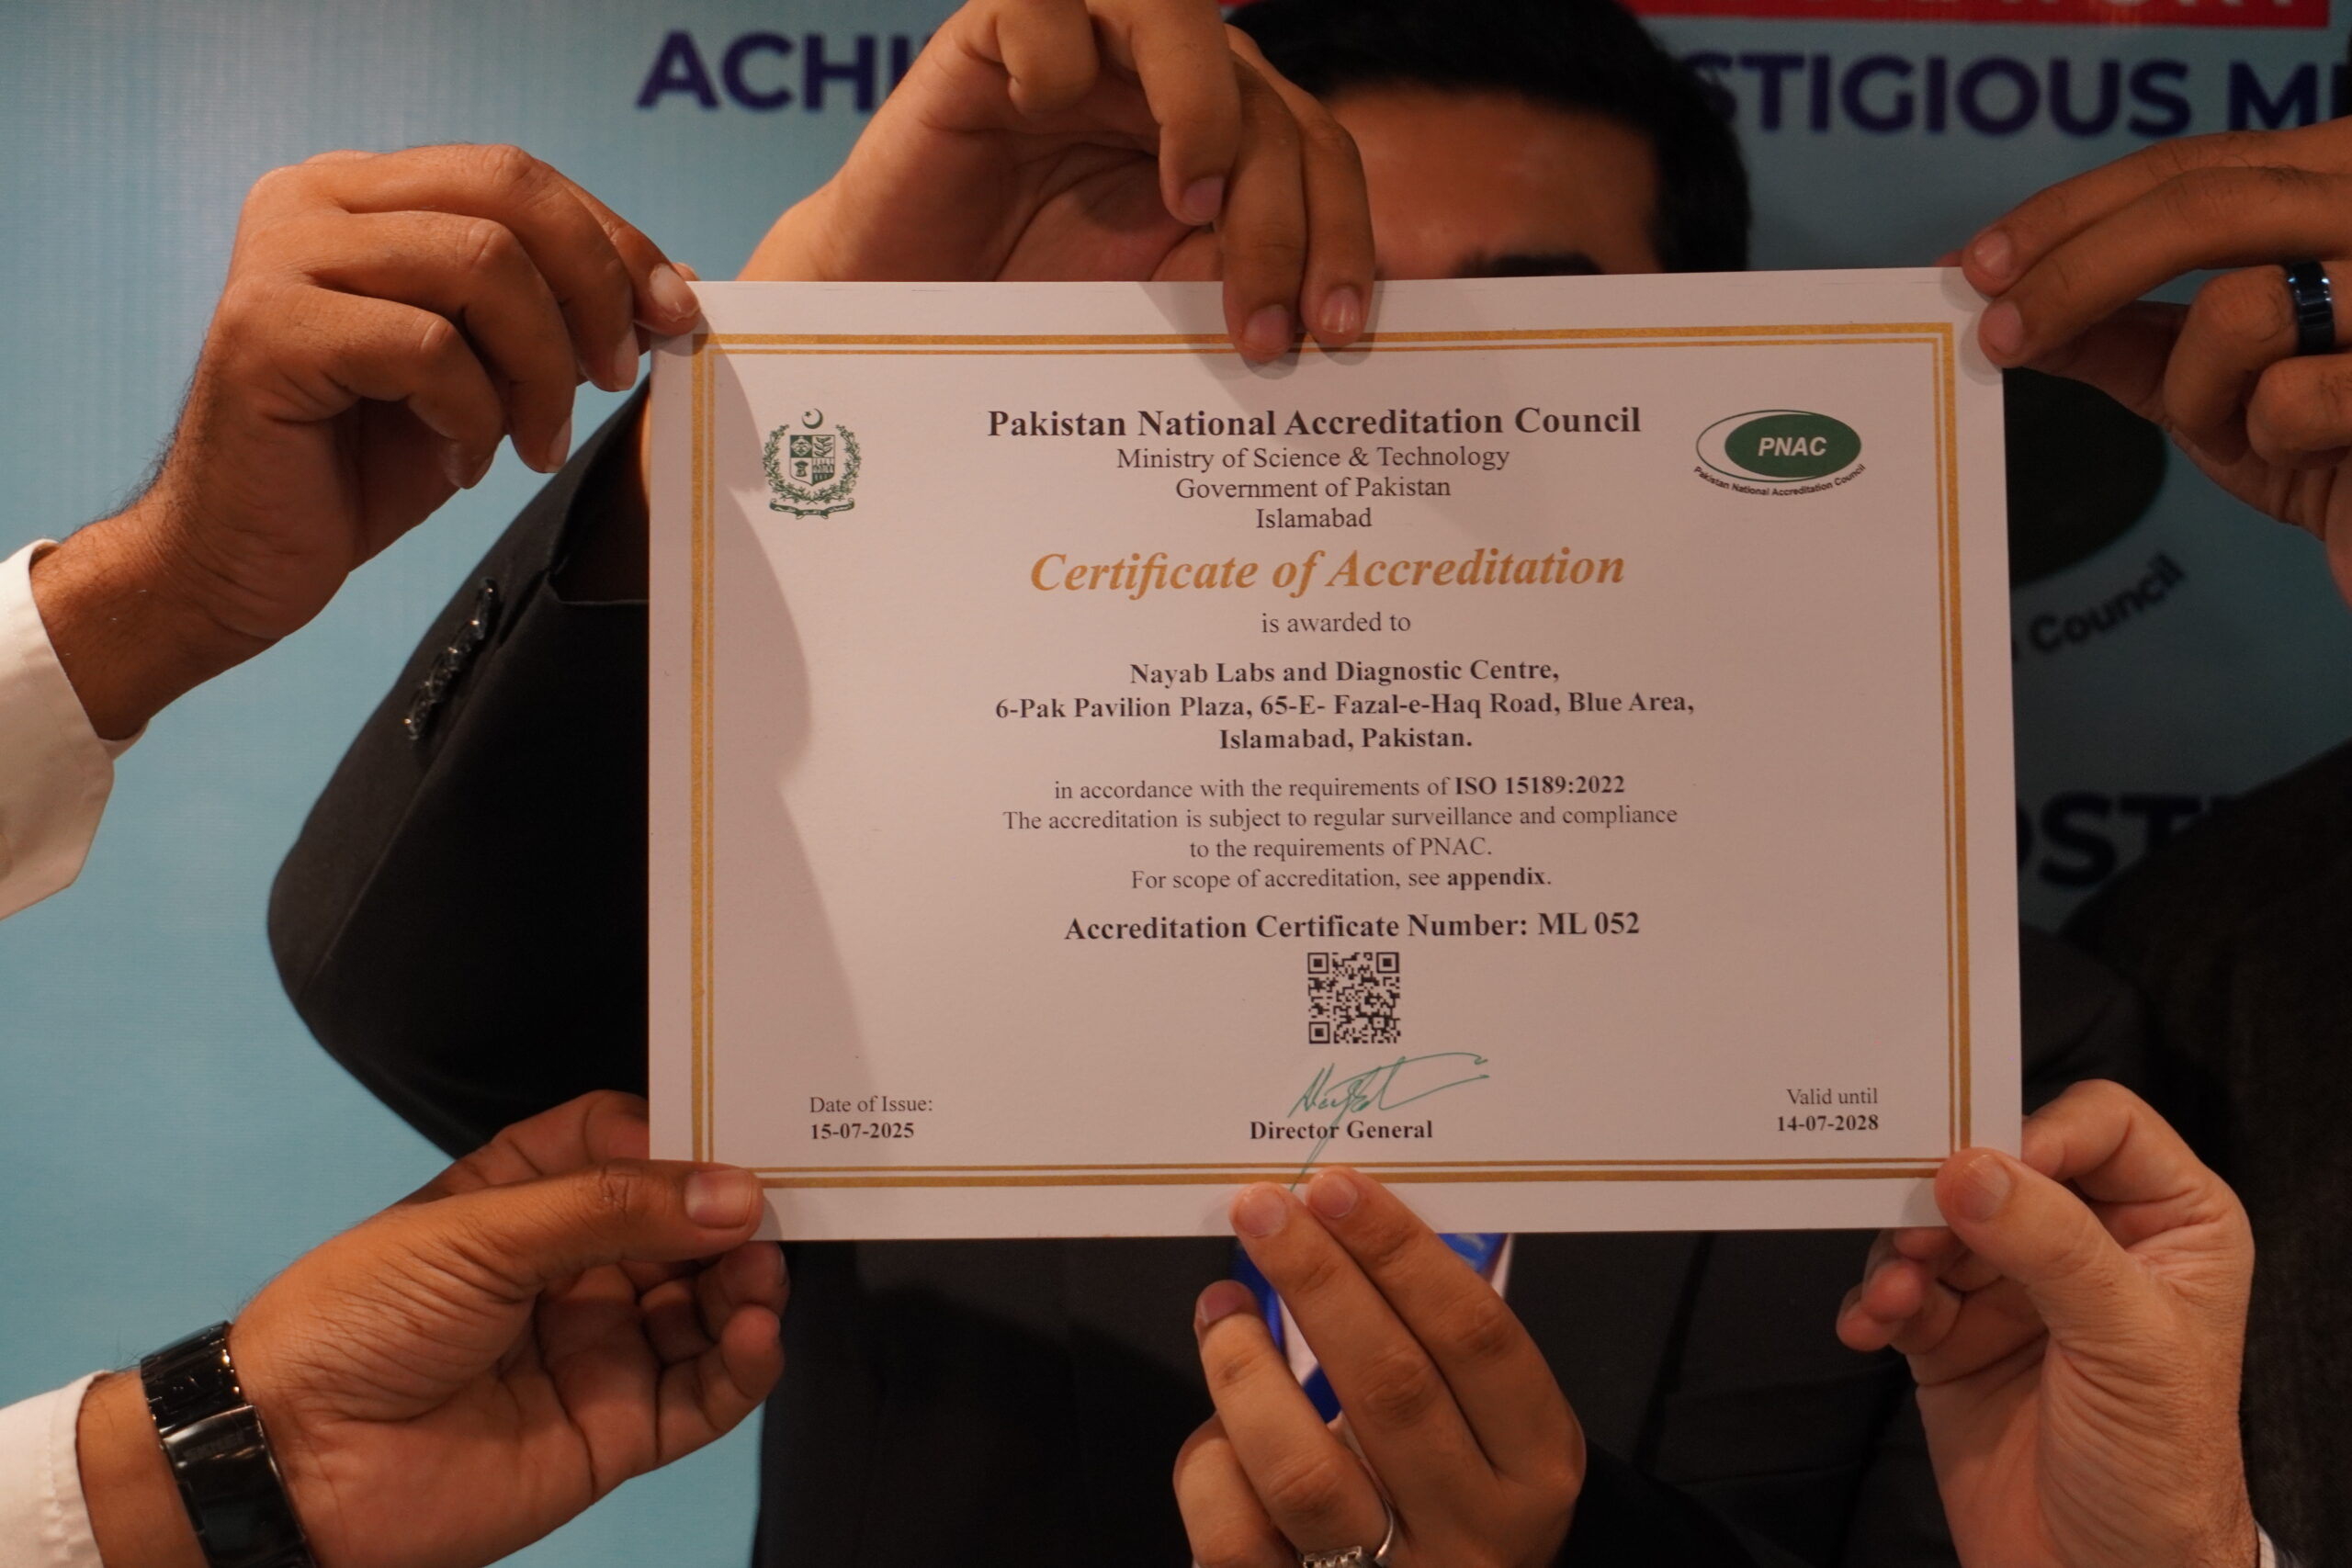 ACHI
STIGIOUS MI
Pakistan National Accreditation Council
Ministry of Science & Technology
Government of Pakistan
Islamabad
PNAC
Pakistan National Accreditation Council
Certificate of Accreditation
is awarded to
Nayab Labs and Diagnostic Centre,
6-Pak Pavilion Plaza, 65-E- Fazal-e-Haq Road, Blue Area,
Islamabad, Pakistan.
in accordance with the requirements of ISO 15189:2022
The accreditation is subject to regular surveillance and compliance
to the requirements of PNAC.
For scope of accreditation, see appendix.
Accreditation Certificate Number: ML 052
Date of Issue:
15-07-2025
Director General
Valid until
14-07-2028
Council